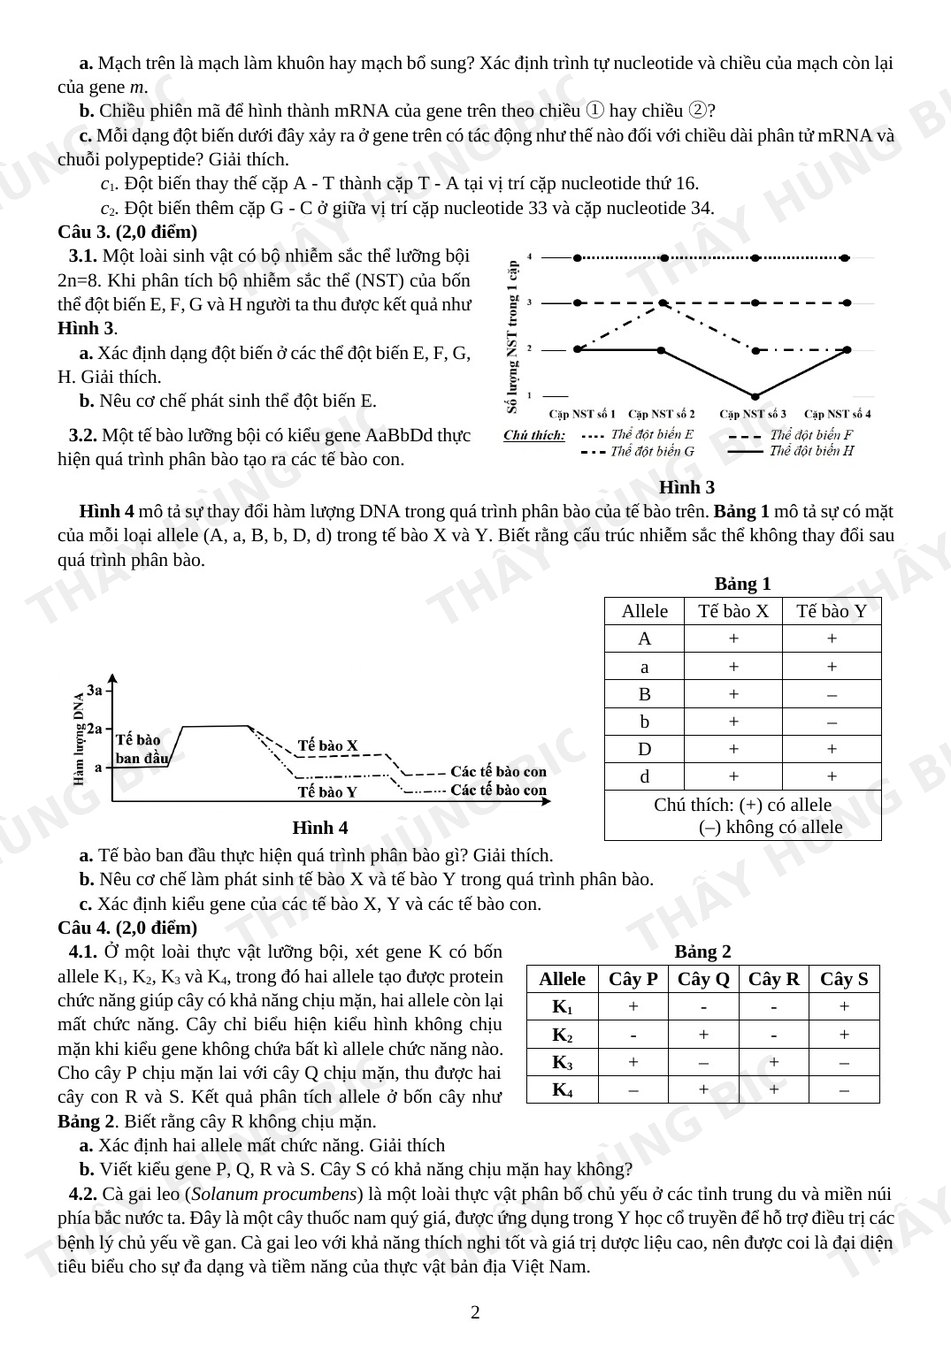 a. Mạch trên là mạch làm khuôn hay mạch bổ sung? Xác định trình tự nucleotide và chiều của mạch còn lại
của gene m.
b. Chiều phiên mã để hình thành mRNA của gene trên theo chiều ① hay chiều ②?
c. Mỗi dạng đột biến dưới đây xảy ra ở gene trên có tác động như thế nào đối với chiều dài phân tử mRNA và
chuỗi polypeptide? Giải thích.
c₁. Đột biến thay thế cặp A - T thành cặp T - A tại vị trí cặp nucleotide thứ 16.
c₂. Đột biến thêm cặp G - C ở giữa vị trí cặp nucleotide 33 và cặp nucleotide 34.
Câu 3. (2,0 điểm)
3.1. Một loài sinh vật có bộ nhiễm sắc thể lưỡng bội
2n=8. Khi phân tích bộ nhiễm sắc thể (NST) của bốn
thể đột biến E, F, G và H người ta thu được kết quả như
Hình 3.
a. Xác định dạng đột biến ở các thể đột biến E, F, G,
H. Giải thích.
b. Nêu cơ chế phát sinh thể đột biến E.
3.2. Một tế bào lưỡng bội có kiểu gene AaBbDd thực
hiện quá trình phân bào tạo ra các tế bào con.
Số lượng NST trong 1 cặp
4
3
2
1
Cặp NST số 1 Cặp NST số 2 Cặp NST số 3 Cặp NST số 4
Chú thích: Thể đột biến E Thể đột biến F
Thể đột biến G Thể đột biến H
Hình 3
Hình 4 mô tả sự thay đổi hàm lượng DNA trong quá trình phân bào của tế bào trên. Bảng 1 mô tả sự có mặt
của mỗi loại allele (A, a, B, b, D, d) trong tế bào X và Y. Biết rằng cấu trúc nhiễm sắc thể không thay đổi sau
quá trình phân bào.
Bảng 1
Allele Tế bào X Tế bào Y
A + +
a + +
B + –
b + –
D + +
d + +
Chú thích: (+) có allele
(–) không có allele
Hàm lượng DNA
3a
2a
a
Tế bào
ban đầu
Tế bào X
Các tế bào con
Tế bào Y
Các tế bào con
Hình 4
a. Tế bào ban đầu thực hiện quá trình phân bào gì? Giải thích.
b. Nêu cơ chế làm phát sinh tế bào X và tế bào Y trong quá trình phân bào.
c. Xác định kiểu gene của các tế bào X, Y và các tế bào con.
Câu 4. (2,0 điểm)
4.1. Ở một loài thực vật lưỡng bội, xét gene K có bốn
allele K₁, K₂, K₃ và K₄, trong đó hai allele tạo được protein
chức năng giúp cây có khả năng chịu mặn, hai allele còn lại
mất chức năng. Cây chỉ biểu hiện kiểu hình không chịu
mặn khi kiểu gene không chứa bất kì allele chức năng nào.
Cho cây P chịu mặn lai với cây Q chịu mặn, thu được hai
cây con R và S. Kết quả phân tích allele ở bốn cây như
Bảng 2. Biết rằng cây R không chịu mặn.
Bảng 2
Allele Cây P Cây Q Cây R Cây S
K₁ + - - +
K₂ - + - +
K₃ + – + –
K₄ – + + –
a. Xác định hai allele mất chức năng. Giải thích
b. Viết kiểu gene P, Q, R và S. Cây S có khả năng chịu mặn hay không?
4.2. Cà gai leo (Solanum procumbens) là một loài thực vật phân bố chủ yếu ở các tỉnh trung du và miền núi
phía bắc nước ta. Đây là một cây thuốc nam quý giá, được ứng dụng trong Y học cổ truyền để hỗ trợ điều trị các
bệnh lý chủ yếu về gan. Cà gai leo với khả năng thích nghi tốt và giá trị dược liệu cao, nên được coi là đại diện
tiêu biểu cho sự đa dạng và tiềm năng của thực vật bản địa Việt Nam.
2
THẦY HÙNG BIC